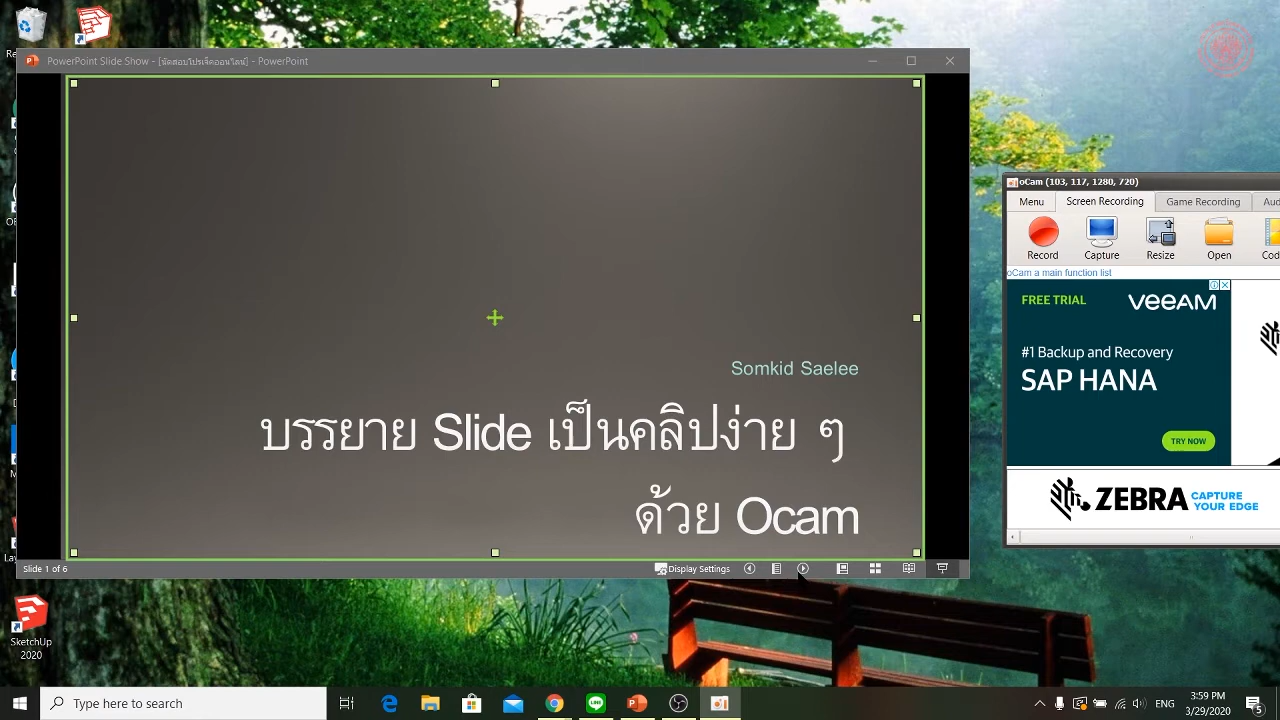 PowerPoint Slide Show - [นัดสอบโปรเจ็คออนไลน์] - PowerPoint
Somkid Saelee
บรรยาย Slide เป็นคลิปง่าย ๆ
ด้วย Ocam
Slide 1 of 6
Display Settings
oCam (103, 117, 1280, 720)
Menu
Screen Recording
Game Recording
Record
Capture
Resize
Open
oCam a main function list
FREE TRIAL
VEEAM
#1 Backup and Recovery
SAP HANA
TRY NOW
ZEBRA
CAPTURE
YOUR EDGE
SketchUp
2020
Type here to search
ENG
3:59 PM
3/29/2020
5